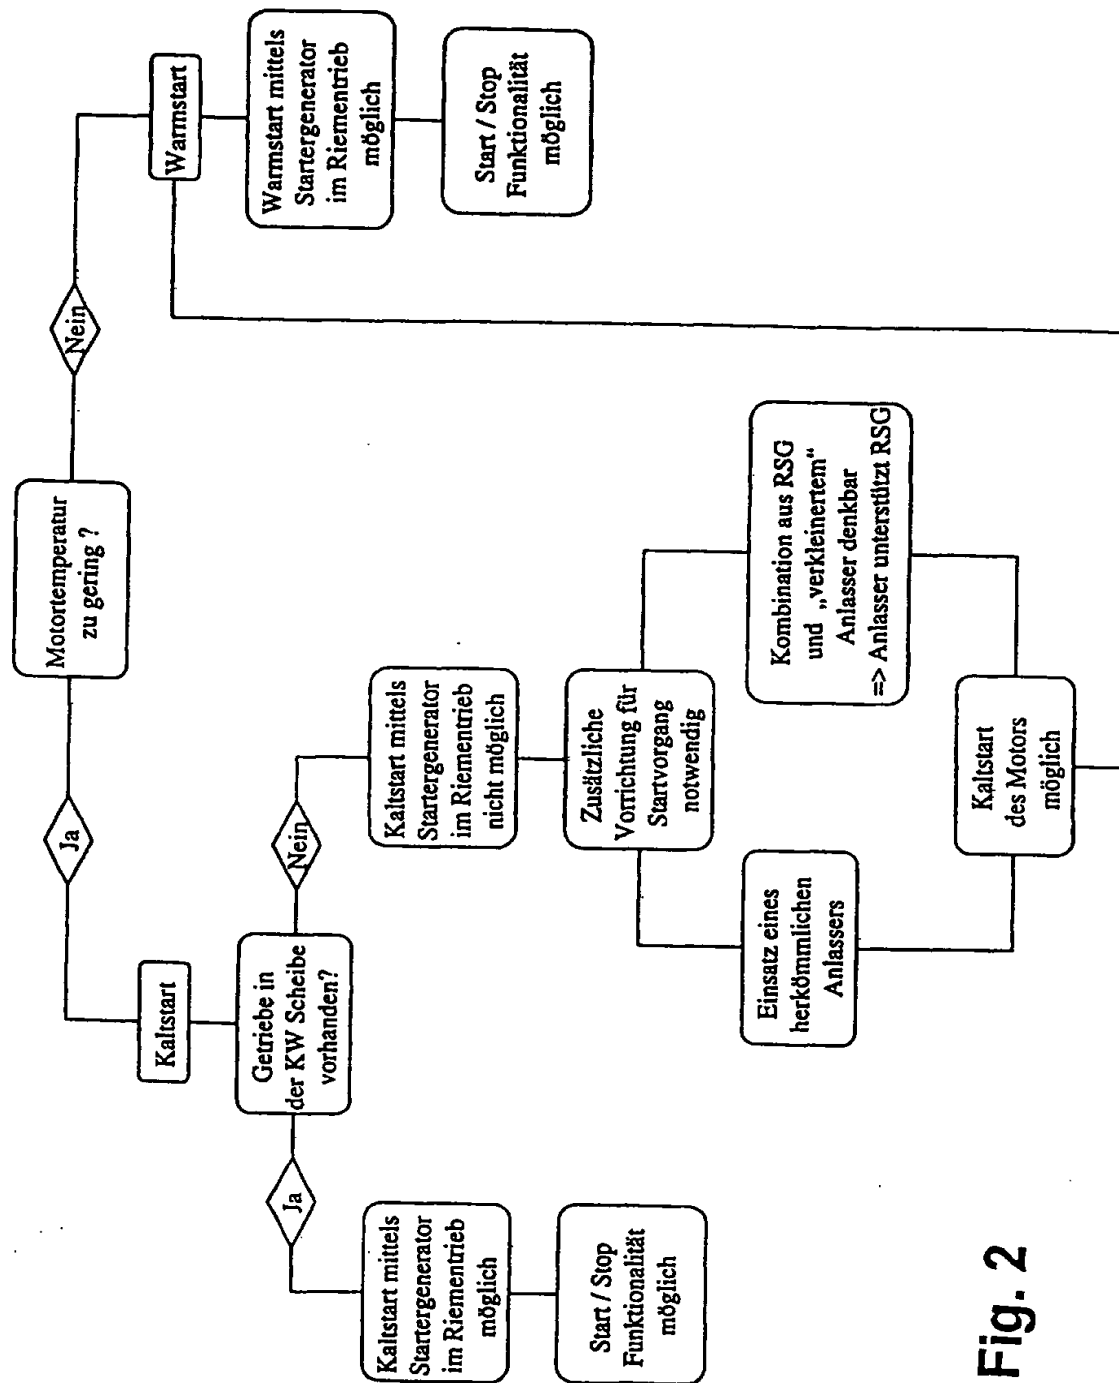 Motortemperatur
zu gering ?
Ja
Nein
Kaltstart
Warmstart
Getriebe in
der KW Scheibe
vorhanden?
Warmstart mittels
Startergenerator
im Riementrieb
möglich
Start / Stop
Funktionalität
möglich
Ja
Nein
Kaltstart mittels
Startergenerator
im Riementrieb
möglich
Start / Stop
Funktionalität
möglich
Kaltstart mittels
Startergenerator
im Riementrieb
nicht möglich
Zusätzliche
Vorrichtung für
Startvorgang
notwendig
Einsatz eines
herkömmlichen
Anlassers
Kombination aus RSG
und „verkleinertem“
Anlasser denkbar
=> Anlasser unterstützt RSG
Kaltstart
des Motors
möglich
Fig. 2